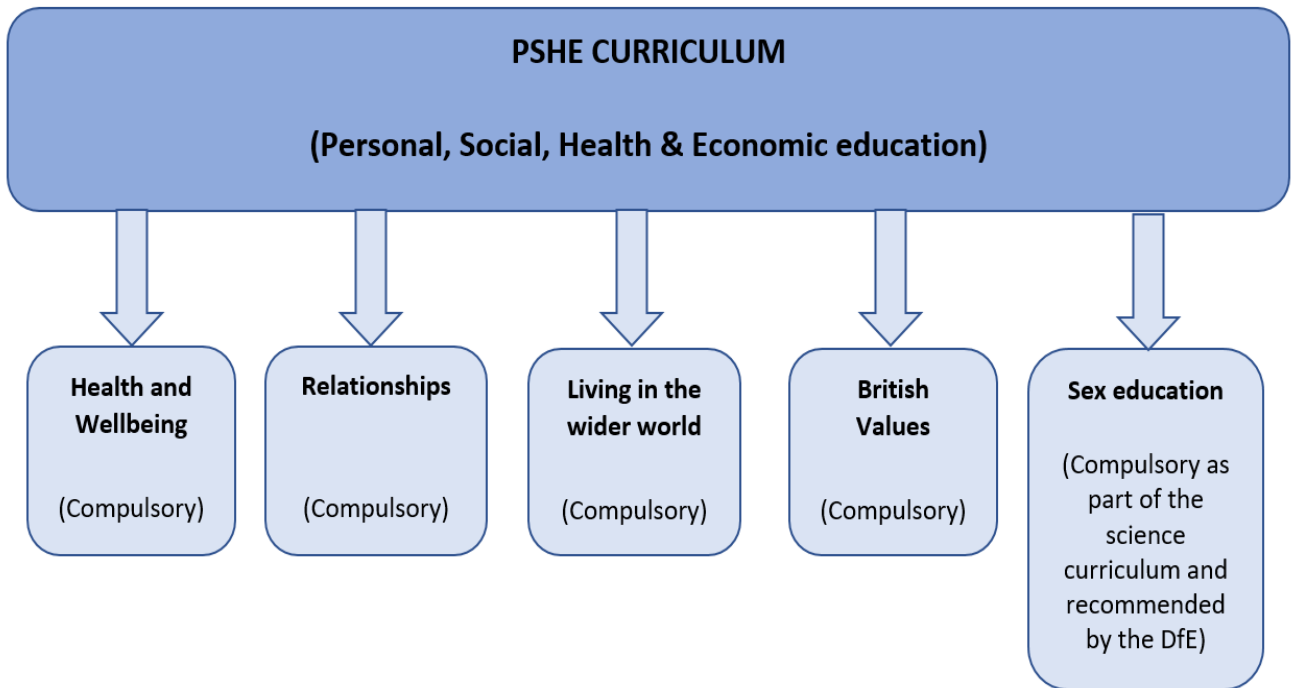 PSHE CURRICULUM
(Personal, Social, Health & Economic education)
Health and
Wellbeing
(Compulsory)
Relationships
(Compulsory)
Living in the
wider world
(Compulsory)
British
Values
(Compulsory)
Sex education
(Compulsory as
part of the
science
curriculum and
recommended
by the DfE)